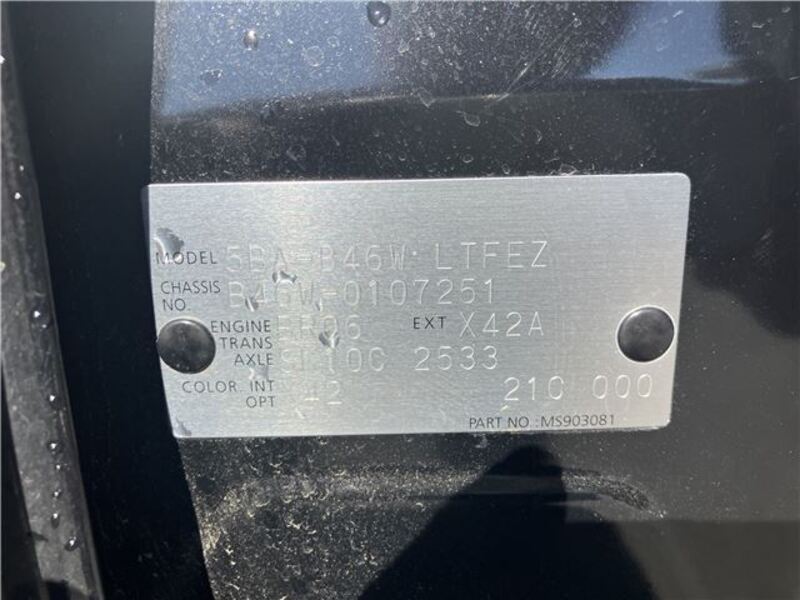 MODEL 5BA-B46W LTFEZ
CHASSIS NO. B46W-0107251
ENGINE BR06 EXT X42A
TRANS AXLE 2533
COLOR. INT OPT 42 21C 000
PART NO.:MS903081